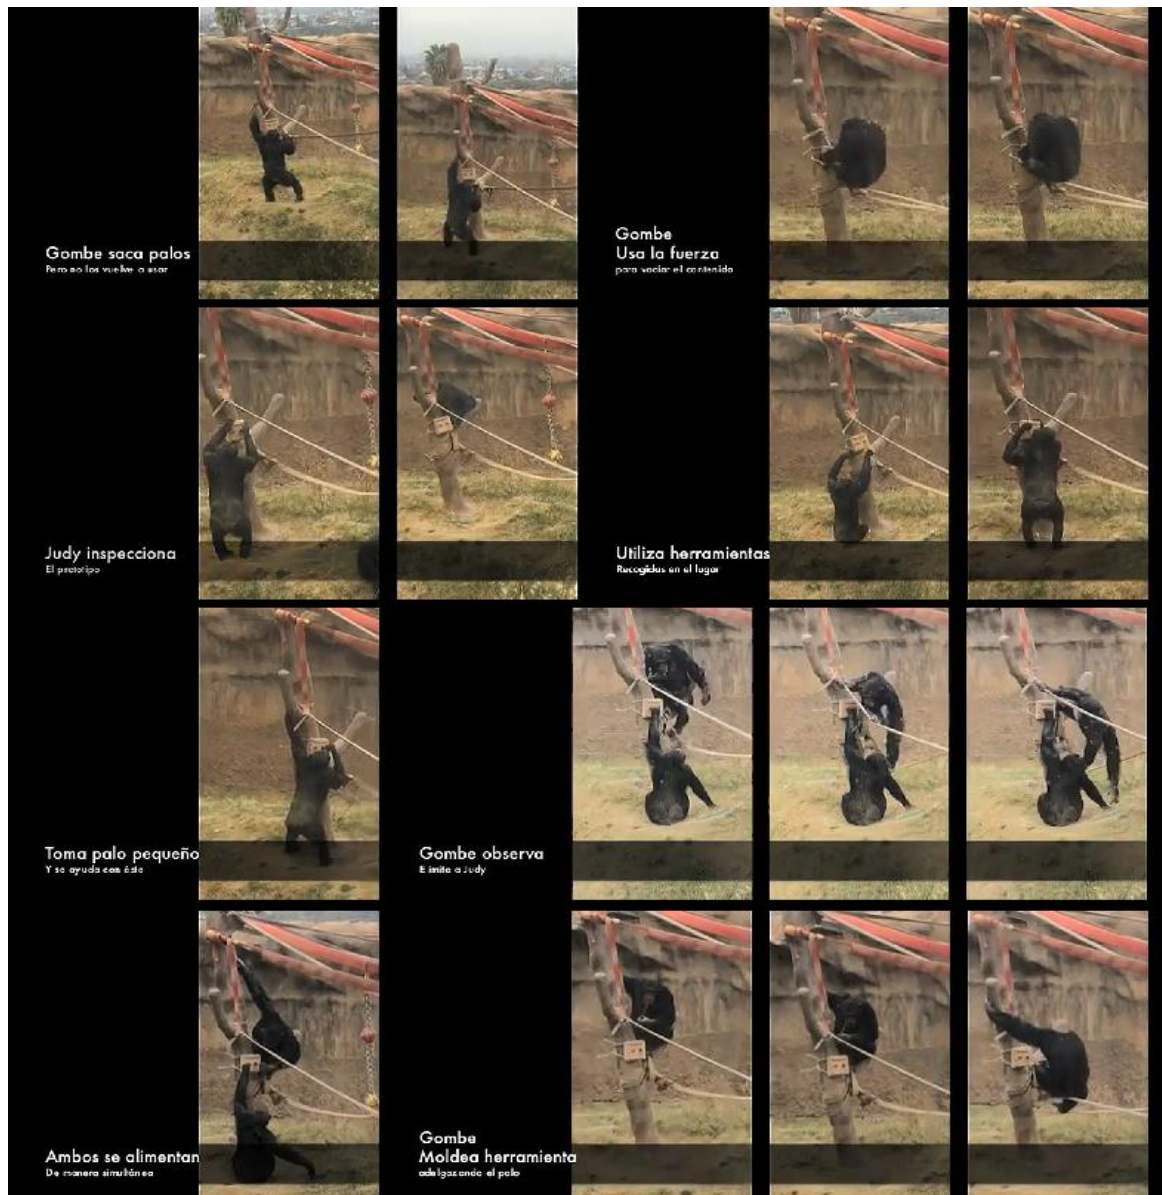 Gombe saca palos
Pero no los vuelve a usar
Gombe
Usa la fuerza
para vaciar el contenido
Judy inspecciona
El prototipo
Utiliza herramientas
Recogidas en el lugar
Toma palo pequeño
Y se ayuda con éste
Gombe observa
E imita a Judy
Ambos se alimentan
De manera simultánea
Gombe
Moldea herramienta
adelgazando el palo